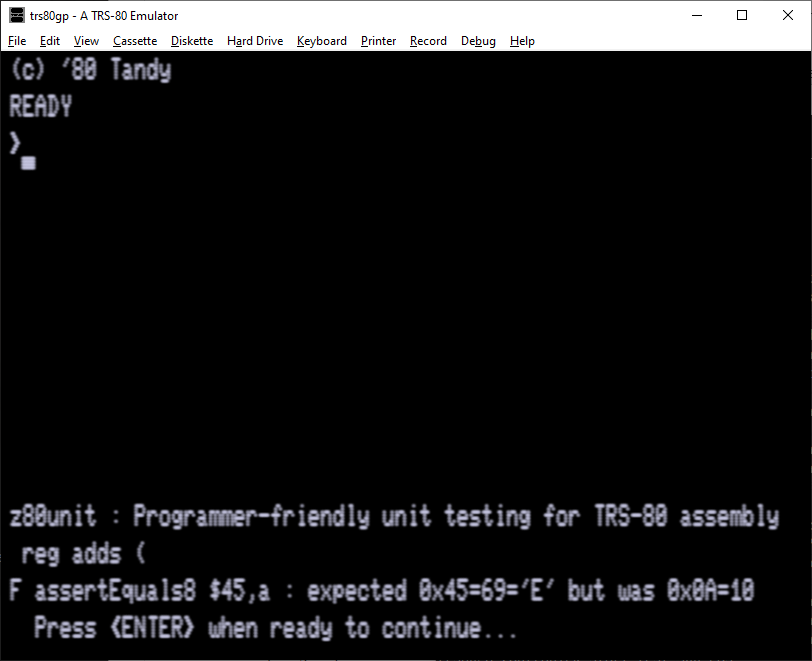 trs80gp - A TRS-80 Emulator
File Edit View Cassette Diskette Hard Drive Keyboard Printer Record Debug Help
(c) '80 Tandy
READY
>
z80unit : Programmer-friendly unit testing for TRS-80 assembly
reg adds (
F assertEquals8 $45,a : expected 0x45=69='E' but was 0x0A=10
Press <ENTER> when ready to continue...